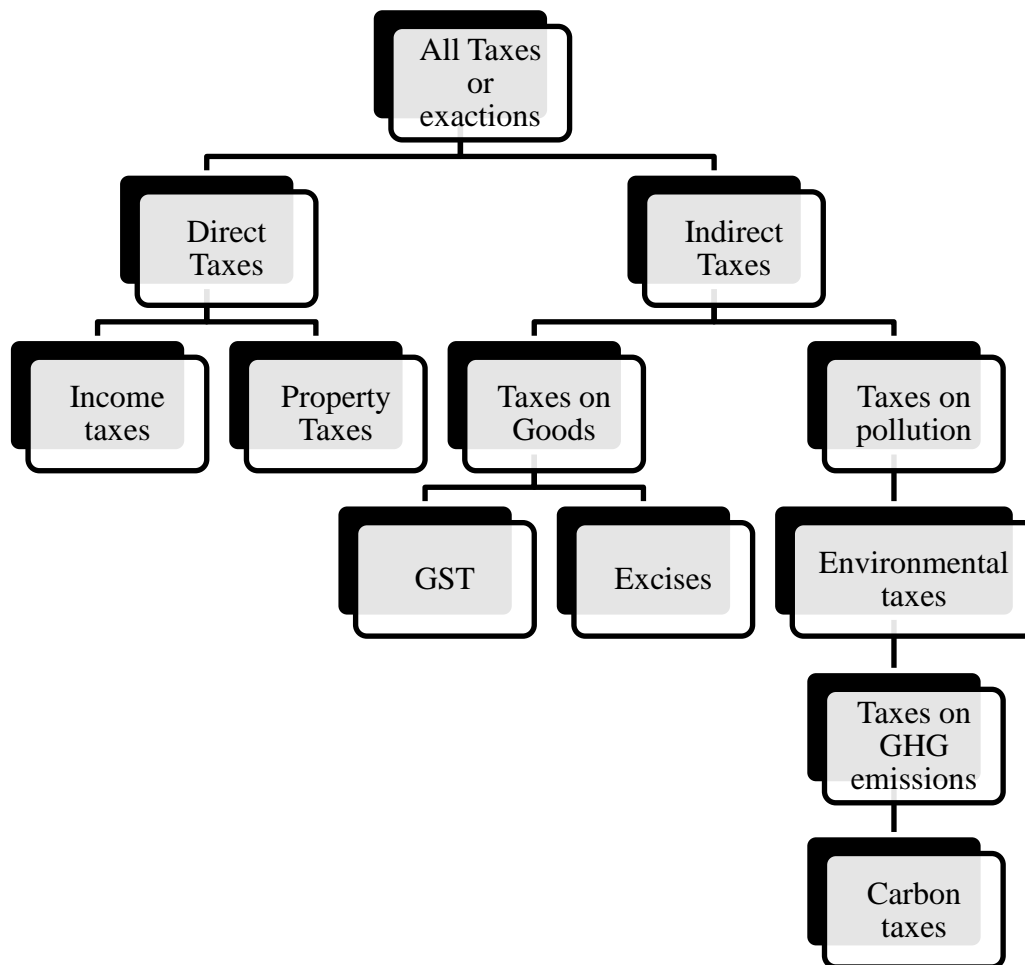 All Taxes
or
exactions
Direct
Taxes
Indirect
Taxes
Income
taxes
Property
Taxes
Taxes on
Goods
Taxes on
pollution
GST
Excises
Environmental
taxes
Taxes on
GHG
emissions
Carbon
taxes